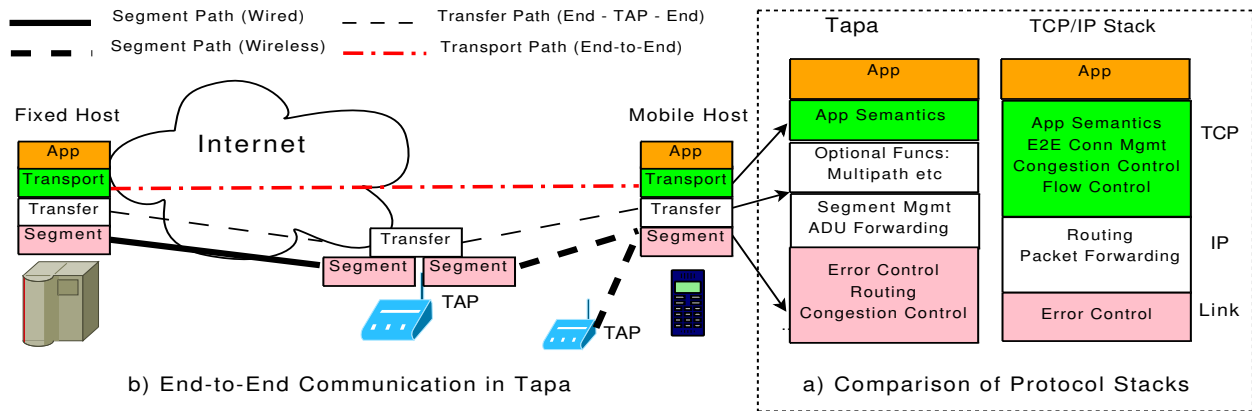 Segment Path (Wired)
Transfer Path (End - TAP - End)
Segment Path (Wireless)
Transport Path (End-to-End)
Fixed Host
App
Transport
Transfer
Segment
Internet
Transfer
Segment
Segment
TAP
TAP
Mobile Host
App
Transport
Transfer
Segment
b) End-to-End Communication in Tapa
Tapa
App
App Semantics
Optional Funcs:
Multipath etc
Segment Mgmt
ADU Forwarding
Error Control
Routing
Congestion Control
TCP/IP Stack
App
App Semantics
E2E Conn Mgmt
Congestion Control
Flow Control
TCP
Routing
Packet Forwarding
IP
Error Control
Link
a) Comparison of Protocol Stacks